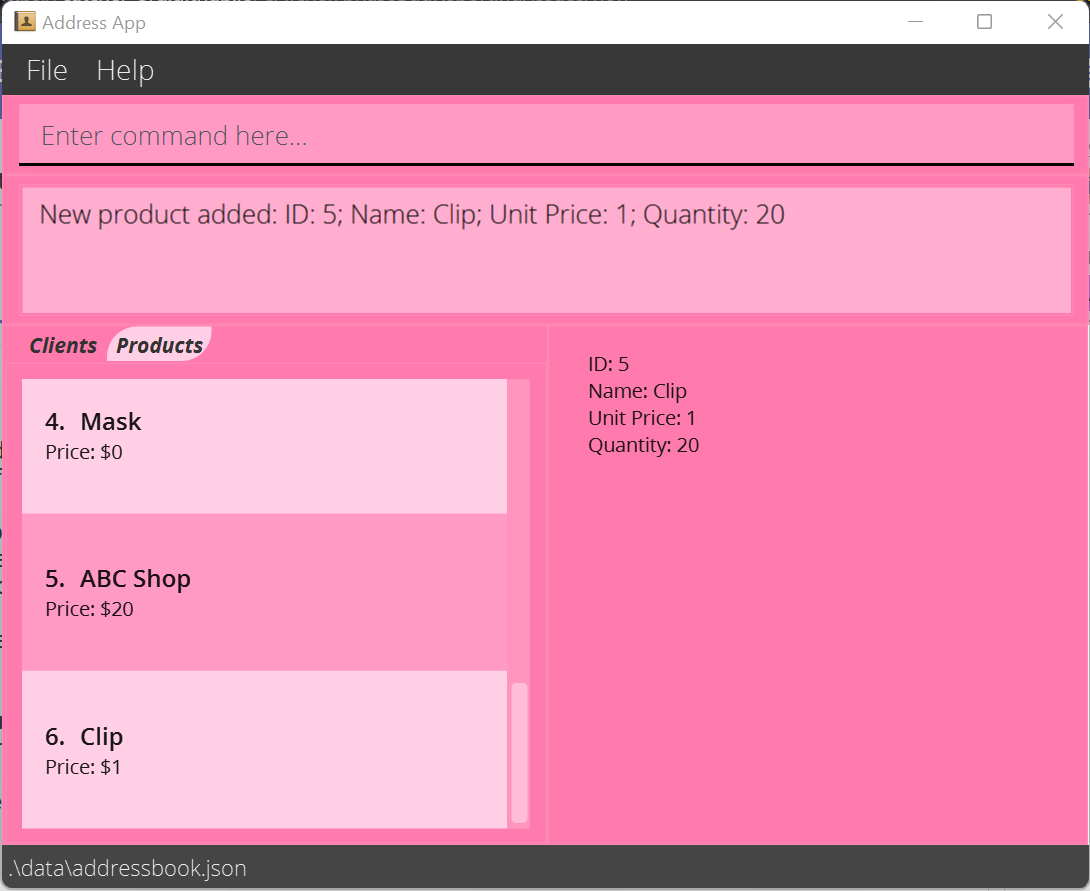 Address App
File Help
Enter command here...
New product added: ID: 5; Name: Clip; Unit Price: 1; Quantity: 20
Clients Products
4. Mask
Price: $0
5. ABC Shop
Price: $20
6. Clip
Price: $1
ID: 5
Name: Clip
Unit Price: 1
Quantity: 20
.\data\addressbook.json